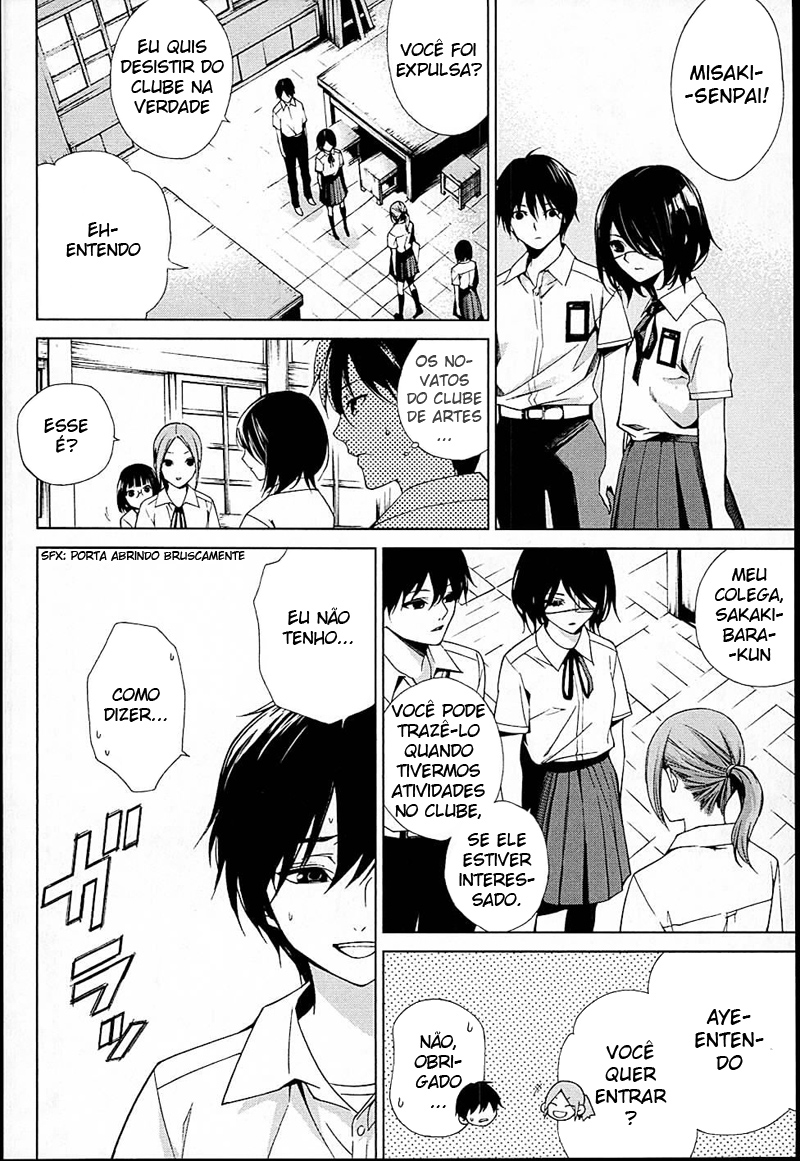 MISAKI-
-SENPAI!
VOCÊ FOI
EXPULSA?
EU QUIS
DESISTIR DO
CLUBE NA
VERDADE
EH-
ENTENDO
OS NO-
VATOS DO
CLUBE
DE ARTES
...
ESSE
É?
MEU
COLEGA,
SAKAKI-
BARA-
-KUN
VOCÊ PODE
TRAZÊ-LO
QUANDO
TIVERMOS
ATIVIDADES
NO CLUBE,
SE ELE
ESTIVER
INTERES-
SADO.
AYE-
ENTEN-
DO
VOCÊ
QUER
ENTRAR
?
NÃO,
OBRI-
GADO
...
SFX: PORTA ABRINDO BRUSCAMENTE
EU NÃO
TENHO...
COMO
DIZER...
ガラッ